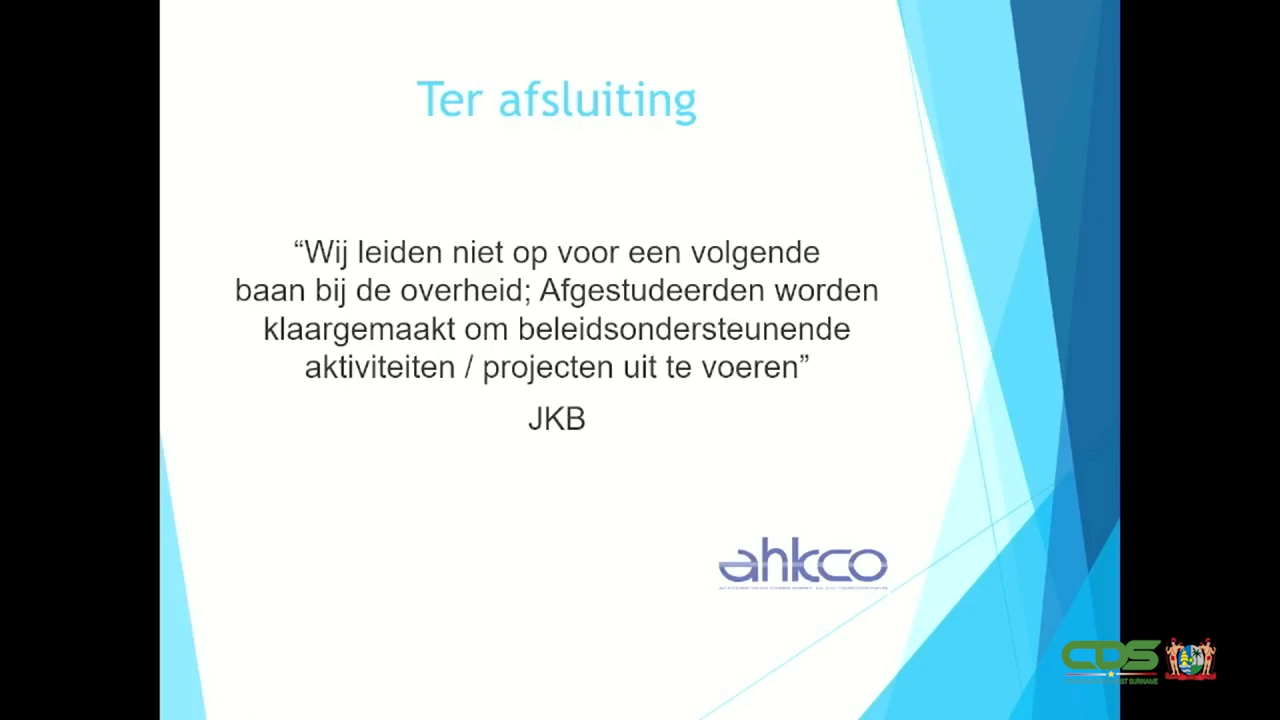 Ter afsluiting
“Wij leiden niet op voor een volgende
baan bij de overheid; Afgestudeerden worden
klaargemaakt om beleidsondersteunende
aktiviteiten / projecten uit te voeren”
JKB
ahkco
CDS